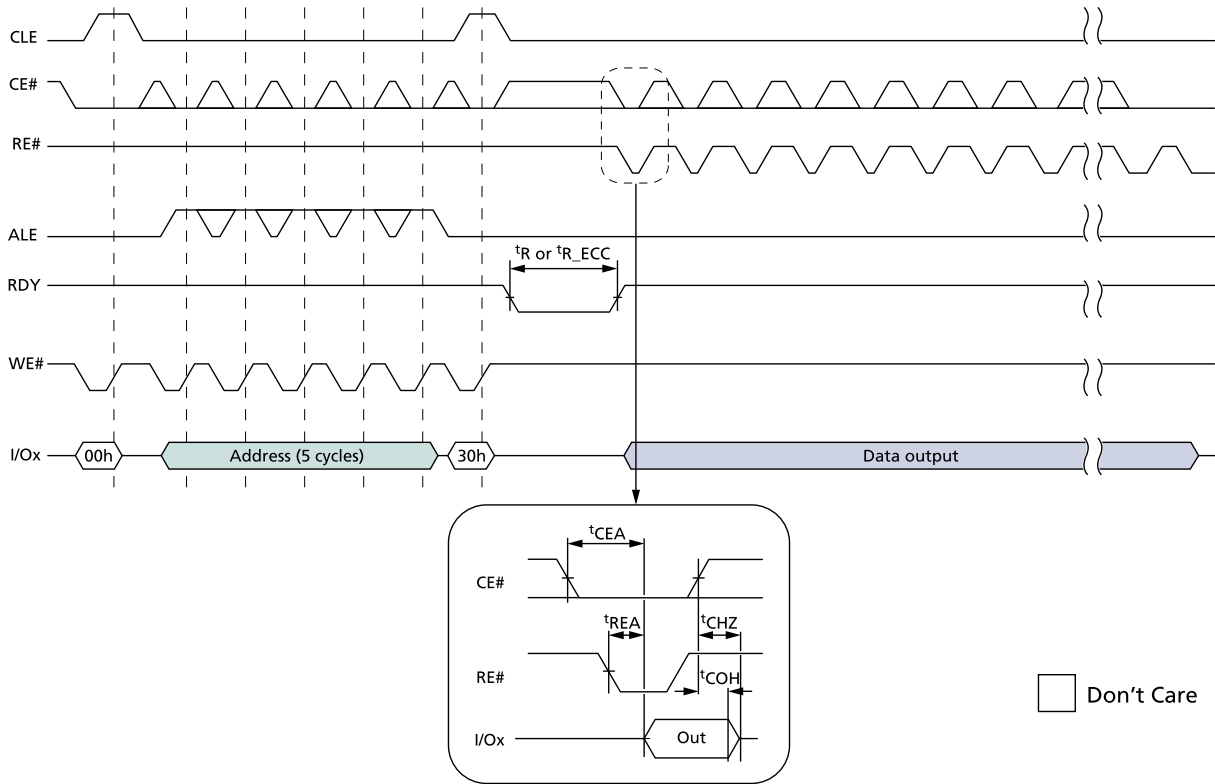 CLE
CE#
RE#
ALE
tR or tR_ECC
RDY
WE#
I/Ox 00h Address (5 cycles) 30h Data output
tCEA
CE#
tREA tCHZ
RE# tCOH
I/Ox Out
Don't Care